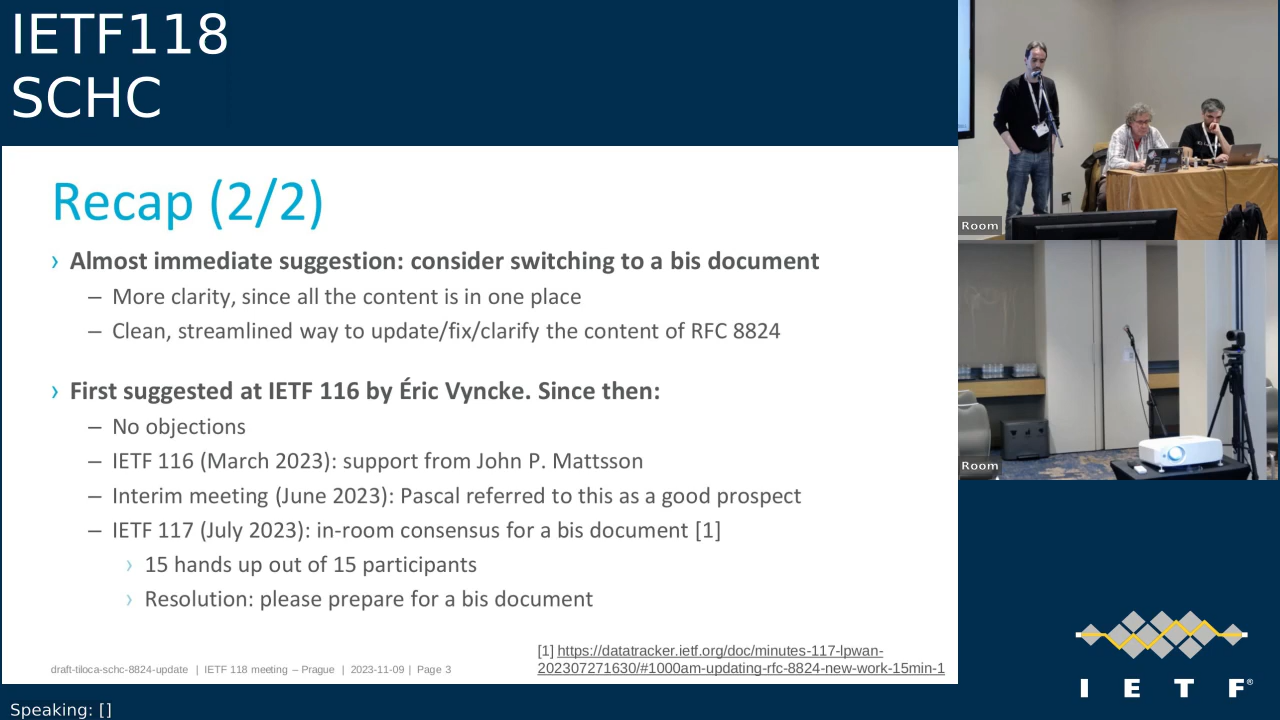 IETF118
SCHC
Recap (2/2)
› Almost immediate suggestion: consider switching to a bis document
– More clarity, since all the content is in one place
– Clean, streamlined way to update/fix/clarify the content of RFC 8824
› First suggested at IETF 116 by Éric Vyncke. Since then:
– No objections
– IETF 116 (March 2023): support from John P. Mattsson
– Interim meeting (June 2023): Pascal referred to this as a good prospect
– IETF 117 (July 2023): in-room consensus for a bis document [1]
› 15 hands up out of 15 participants
› Resolution: please prepare for a bis document
[1] https://datatracker.ietf.org/doc/minutes-117-lpwan-
202307271630/#1000am-updating-rfc-8824-new-work-15min-1
draft-tiloca-schc-8824-update | IETF 118 meeting – Prague | 2023-11-09 | Page 3
Room
Room
I E T F®
Speaking: []